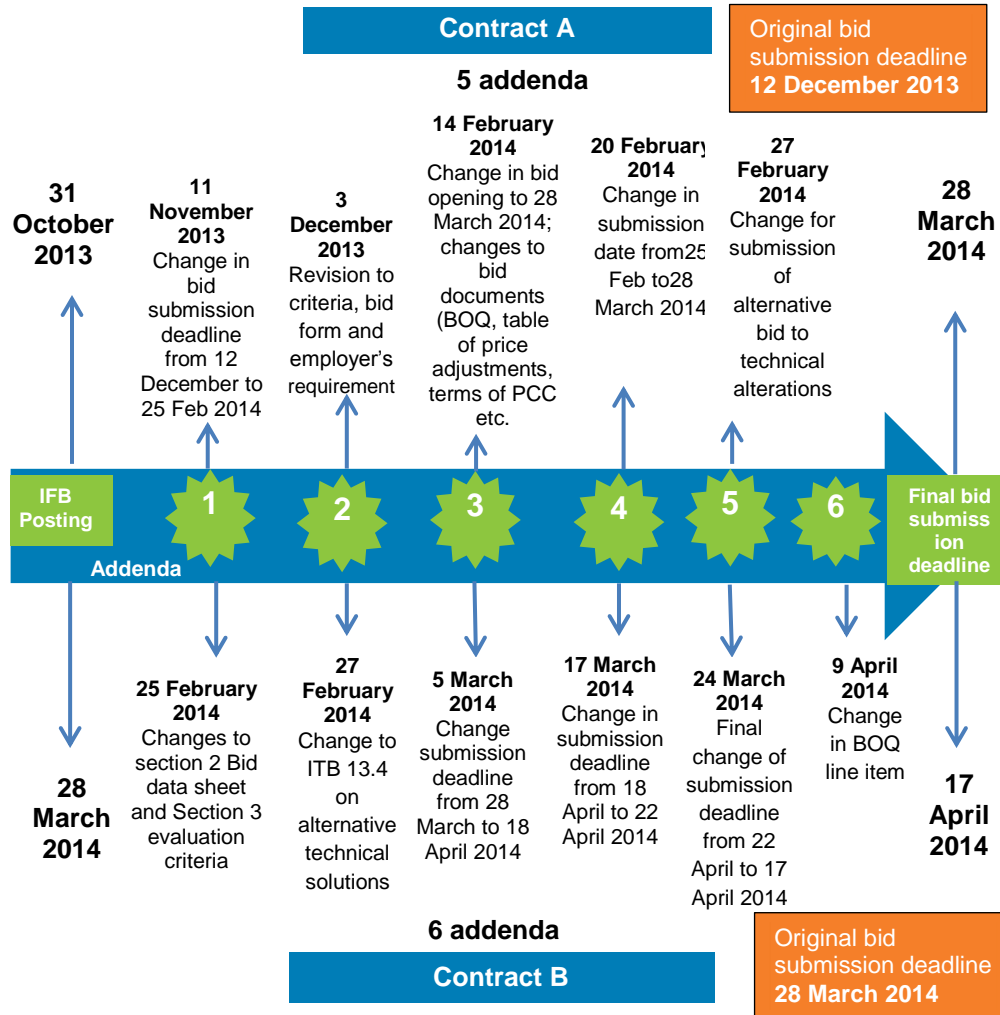 Contract A
Original bid
submission deadline
12 December 2013
5 addenda
31
October
2013
11
November
2013
Change in
bid
submission
deadline
from 12
December to
25 Feb 2014
3
December
2013
Revision to
criteria, bid
form and
employer's
requirement
14 February
2014
Change in bid
opening to 28
March 2014;
changes to
bid
documents
(BOQ, table
of price
adjustments,
terms of PCC
etc.
20 February
2014
Change in
submission
date from25
Feb to28
March 2014
27
February
2014
Change for
submission
of
alternative
bid to
technical
alterations
28
March
2014
IFB
Posting
1
2
3
4
5
6
Final bid
submiss
ion
deadline
Addenda
28
March
2014
25 February
2014
Changes to
section 2 Bid
data sheet
and Section 3
evaluation
criteria
27
February
2014
Change to
ITB 13.4
on
alternative
technical
solutions
5 March
2014
Change
submission
deadline
from 28
March to 18
April 2014
17 March
2014
Change in
submission
deadline
from 18
April to 22
April 2014
24 March
2014
Final
change of
submission
deadline
from 22
April to 17
April 2014
9 April
2014
Change
in BOQ
line item
17
April
2014
6 addenda
Contract B
Original bid
submission deadline
28 March 2014